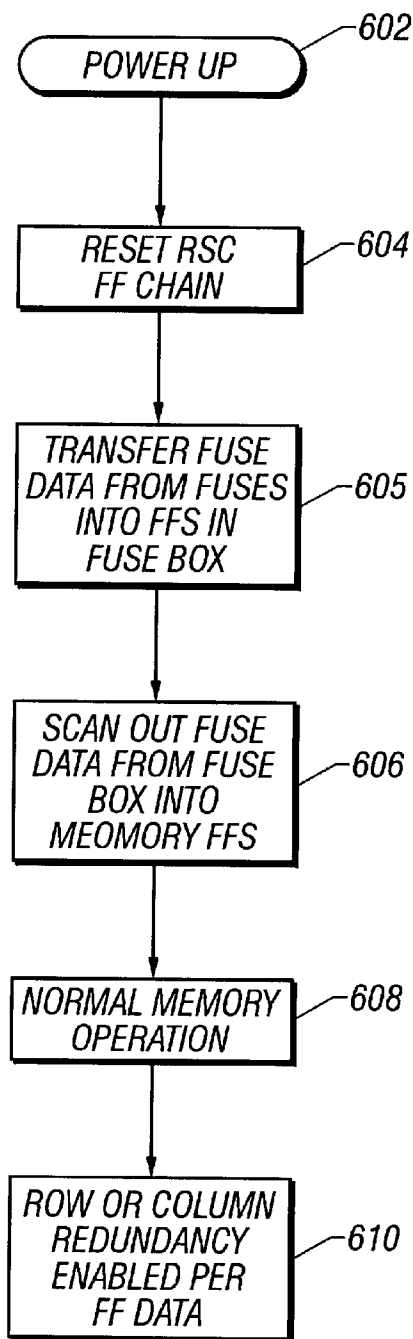 POWER UP
602
RESET RSC
FF CHAIN
604
TRANSFER FUSE
DATA FROM FUSES
INTO FFS IN
FUSE BOX
605
SCAN OUT FUSE
DATA FROM FUSE
BOX INTO
MEOMORY FFS
606
NORMAL MEMORY
OPERATION
608
ROW OR COLUMN
REDUNDANCY
ENABLED PER
FF DATA
610